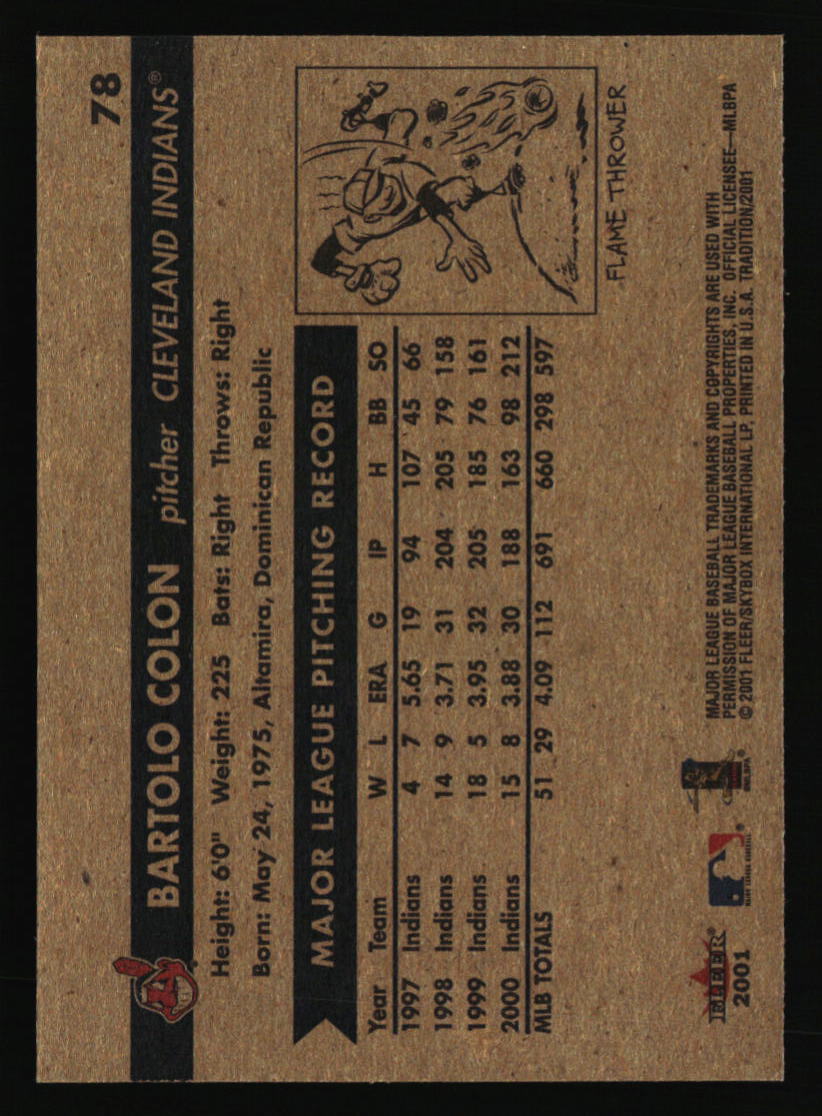 78
BARTOLO COLON pitcher CLEVELAND INDIANS®
Height: 6'0" Weight: 225 Bats: Right Throws: Right
Born: May 24, 1975, Altamira, Dominican Republic
MAJOR LEAGUE PITCHING RECORD
Year Team W L ERA G IP H BB SO
1997 Indians 4 7 5.65 19 94 107 45 66
1998 Indians 14 9 3.71 31 204 205 79 158
1999 Indians 18 5 3.95 32 205 185 76 161
2000 Indians 15 8 3.88 30 188 163 98 212
MLB TOTALS 51 29 4.09 112 691 660 298 597
FLAME THROWER
FLEER®
2001
MAJOR LEAGUE BASEBALL
MLBPA
MAJOR LEAGUE BASEBALL TRADEMARKS AND COPYRIGHTS ARE USED WITH
PERMISSION OF MAJOR LEAGUE BASEBALL PROPERTIES, INC. OFFICIAL LICENSEE—MLBPA
© 2001 FLEER/SKYBOX INTERNATIONAL LP, PRINTED IN U.S.A. TRADITION/2001